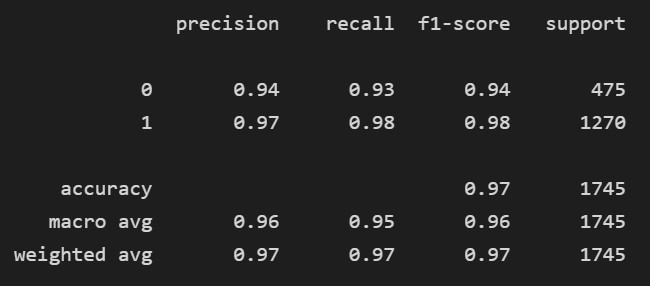 precision recall f1-score support
0 0.94 0.93 0.94 475
1 0.97 0.98 0.98 1270
accuracy 0.97 1745
macro avg 0.96 0.95 0.96 1745
weighted avg 0.97 0.97 0.97 1745